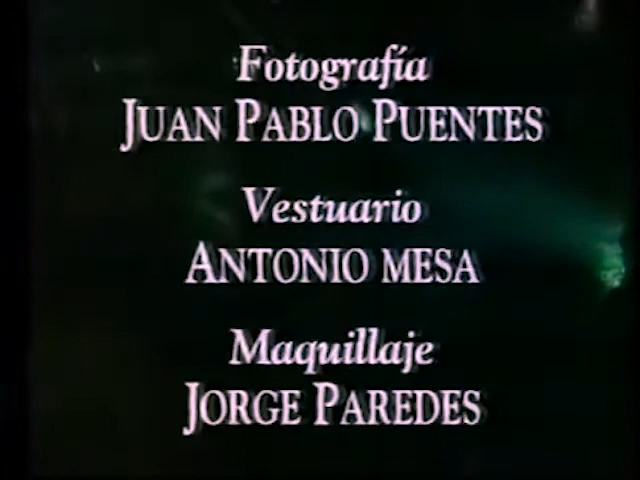 Fotografía
JUAN PABLO PUENTES
Vestuario
ANTONIO MESA
Maquillaje
JORGE PAREDES